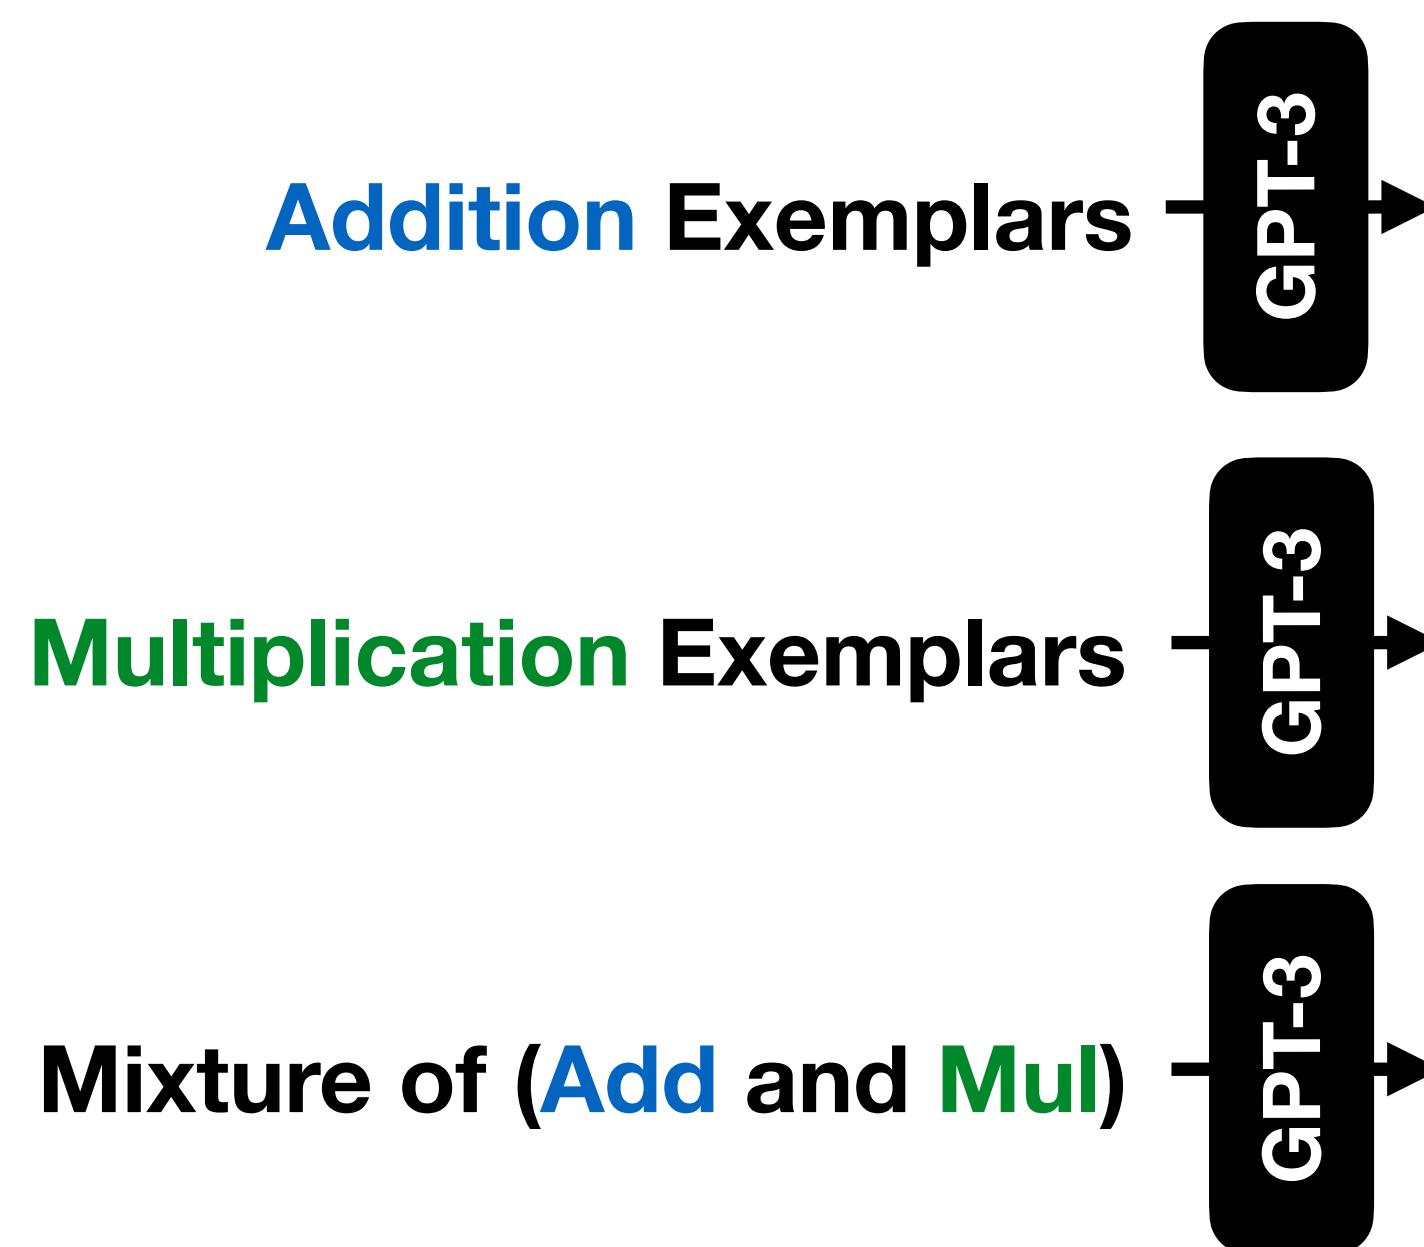 Addition Exemplars
GPT-3
Multiplication Exemplars
GPT-3
Mixture of (Add and Mul)
GPT-3